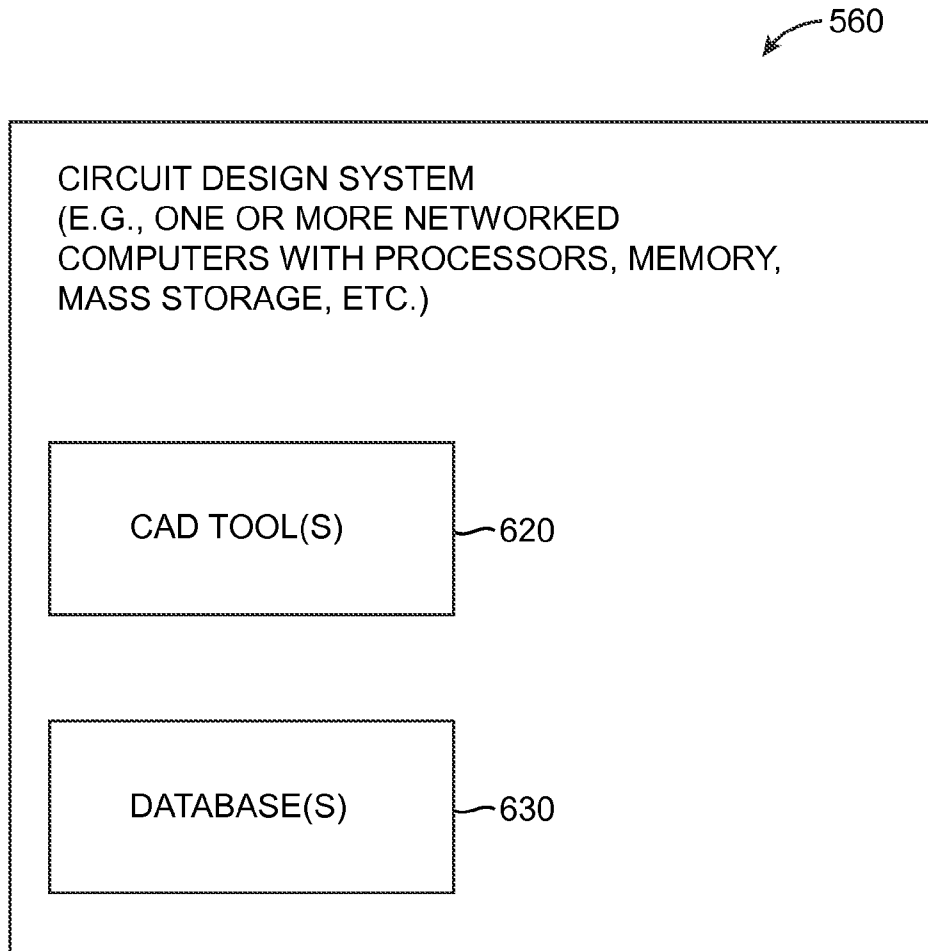 560
CIRCUIT DESIGN SYSTEM
(E.G., ONE OR MORE NETWORKED
COMPUTERS WITH PROCESSORS, MEMORY,
MASS STORAGE, ETC.)
CAD TOOL(S)
620
DATABASE(S)
630